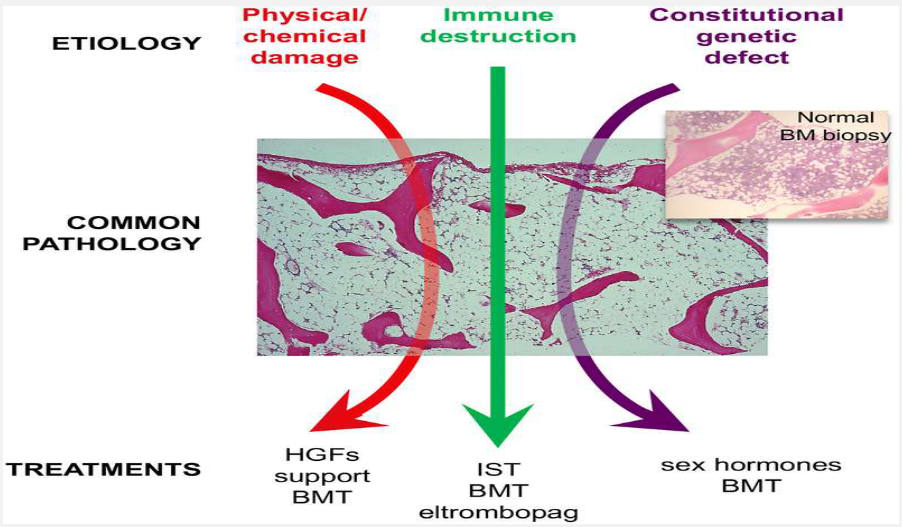 ETIOLOGY
Physical/
chemical
damage
Immune
destruction
Constitutional
genetic
defect
Normal
BM biopsy
COMMON
PATHOLOGY
TREATMENTS
HGFs
support
BMT
IST
BMT
eltrombopag
sex hormones
BMT